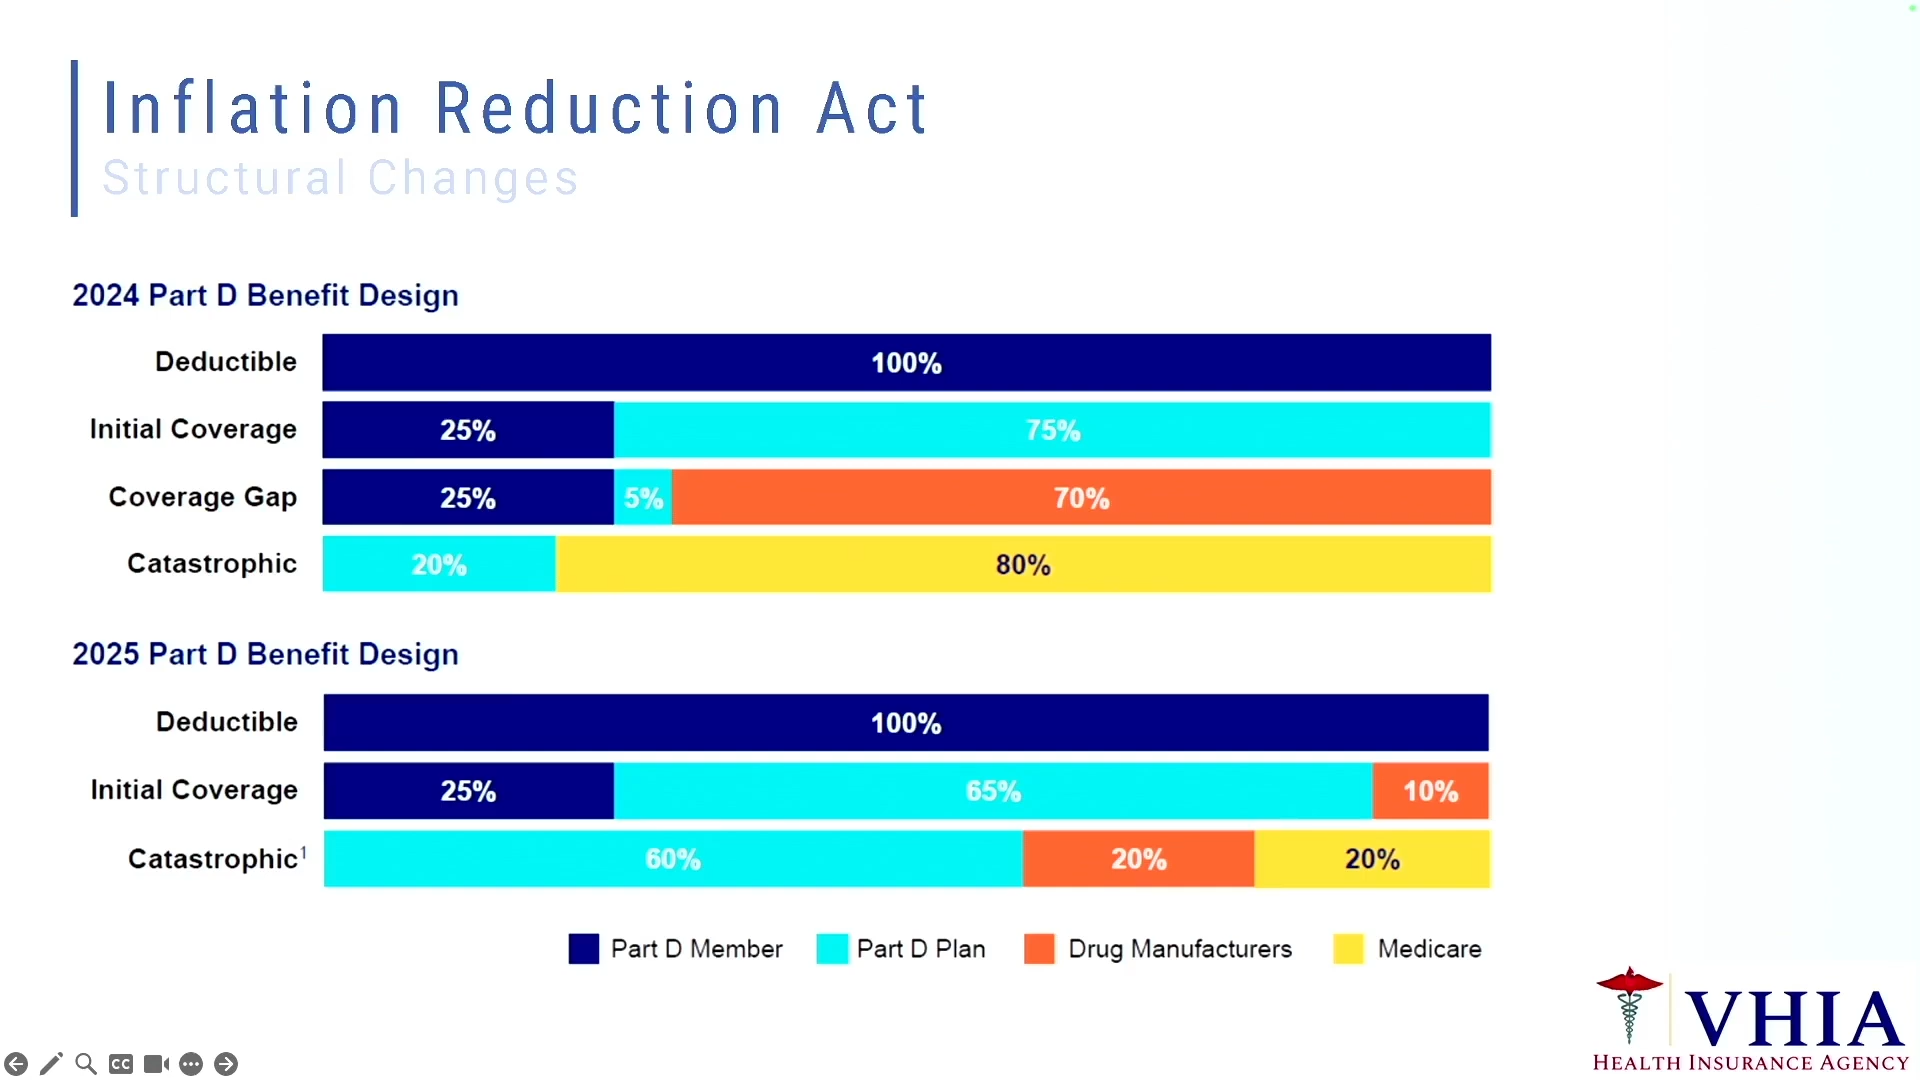 Inflation Reduction Act
Structural Changes
2024 Part D Benefit Design
Deductible 100%
Initial Coverage 25% 75%
Coverage Gap 25% 5% 70%
Catastrophic 20% 80%
2025 Part D Benefit Design
Deductible 100%
Initial Coverage 25% 65% 10%
Catastrophic¹ 60% 20% 20%
Part D Member Part D Plan Drug Manufacturers Medicare
VHIA
HEALTH INSURANCE AGENCY
CC